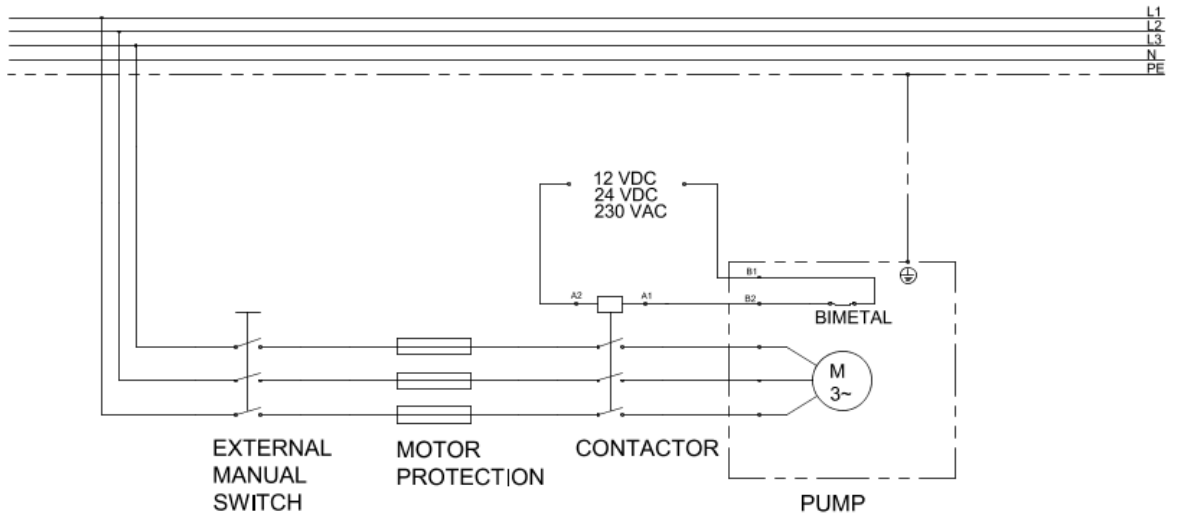 L1
L2
L3
N
PE
12 VDC
24 VDC
230 VAC
B1
A2
A1
B2
BIMETAL
M
3~
EXTERNAL
MANUAL
SWITCH
MOTOR
PROTECTION
CONTACTOR
PUMP